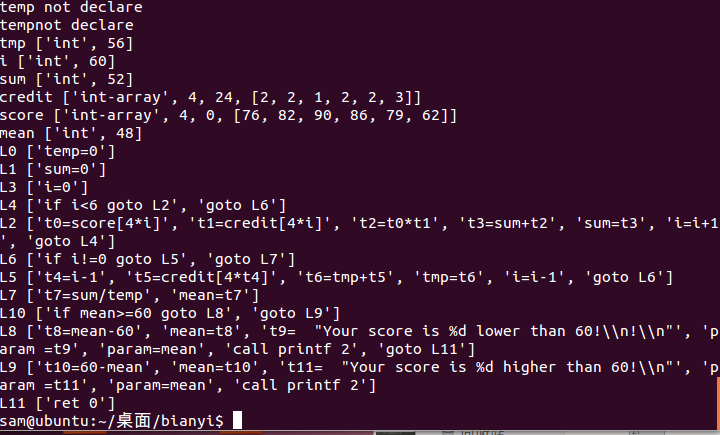 temp not declare
tempnot declare
tmp ['int', 56]
i ['int', 60]
sum ['int', 52]
credit ['int-array', 4, 24, [2, 2, 1, 2, 2, 3]]
score ['int-array', 4, 0, [76, 82, 90, 86, 79, 62]]
mean ['int', 48]
L0 ['temp=0']
L1 ['sum=0']
L3 ['i=0']
L4 ['if i<6 goto L2', 'goto L6']
L2 ['t0=score[4*i]', 't1=credit[4*i]', 't2=t0*t1', 't3=sum+t2', 'sum=t3', 'i=i+1
', 'goto L4']
L6 ['if i!=0 goto L5', 'goto L7']
L5 ['t4=i-1', 't5=credit[4*t4]', 't6=tmp+t5', 'tmp=t6', 'i=i-1', 'goto L6']
L7 ['t7=sum/temp', 'mean=t7']
L10 ['if mean>=60 goto L8', 'goto L9']
L8 ['t8=mean-60', 'mean=t8', 't9=  "Your score is %d lower than 60!\\n!\\n"', 'p
aram =t9', 'param=mean', 'call printf 2', 'goto L11']
L9 ['t10=60-mean', 'mean=t10', 't11=  "Your score is %d higher than 60!\\n"', 'p
aram =t11', 'param=mean', 'call printf 2']
L11 ['ret 0']
sam@ubuntu:~/桌面/bianyi$